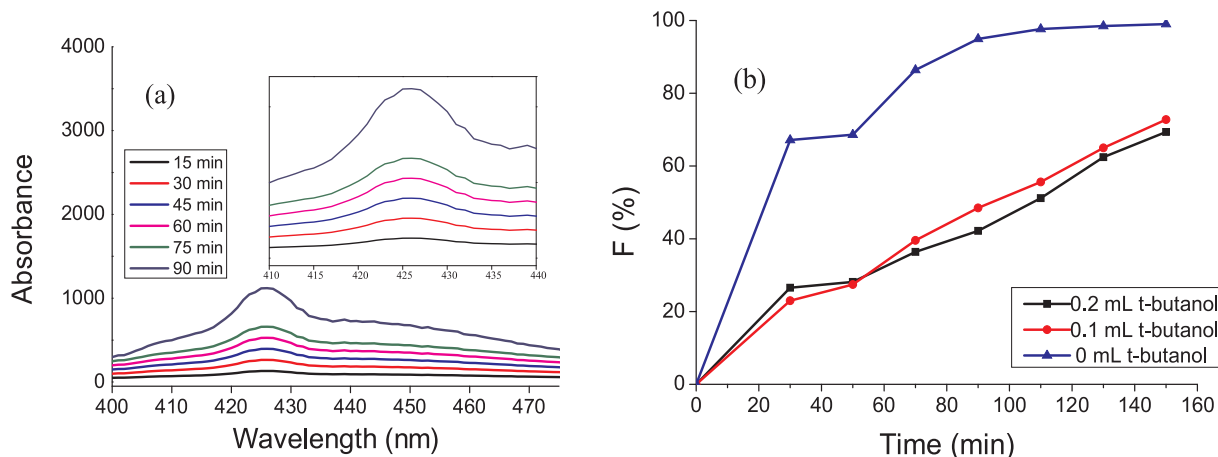 (a)
Absorbance
4000
3000
2000
1000
0
400 410 420 430 440 450 460 470
Wavelength (nm)
15 min
30 min
45 min
60 min
75 min
90 min
410 415 420 425 430 435 440
(b)
F (%)
100
80
60
40
20
0
0 20 40 60 80 100 120 140 160
Time (min)
0.2 mL t-butanol
0.1 mL t-butanol
0 mL t-butanol